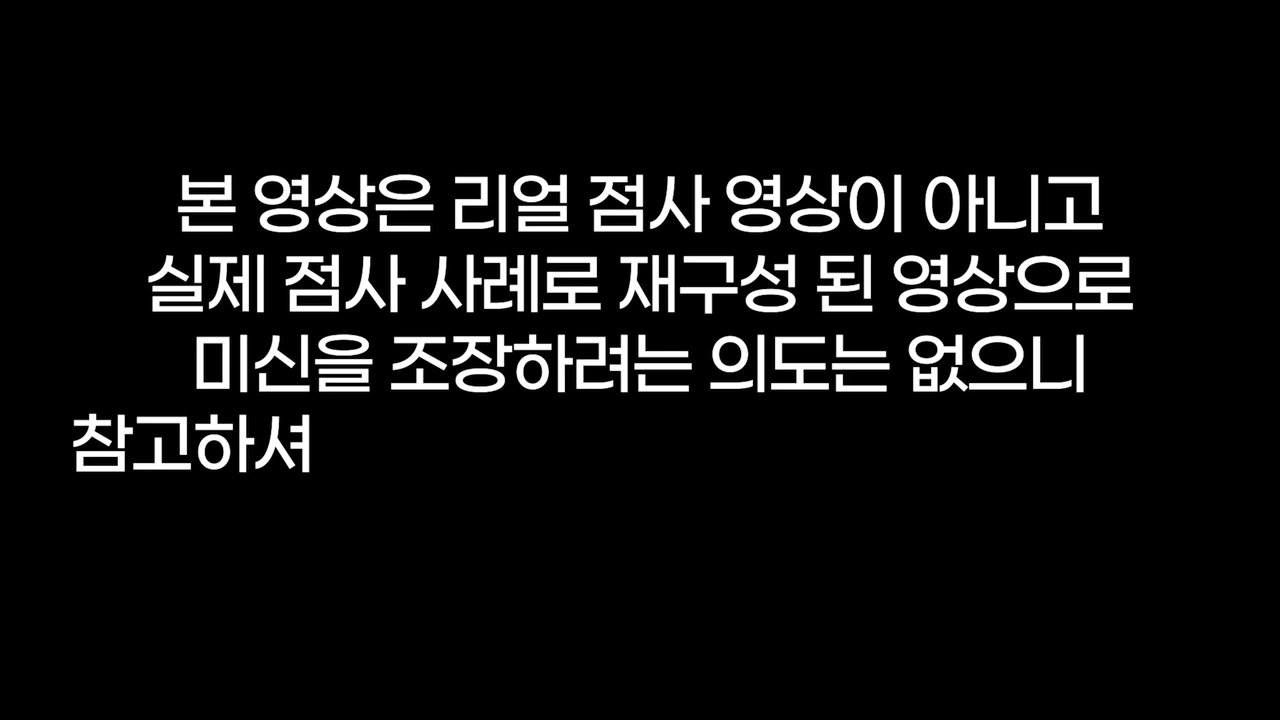 본 영상은 리얼 점사 영상이 아니고
실제 점사 사례로 재구성 된 영상으로
미신을 조장하려는 의도는 없으니
참고하셔